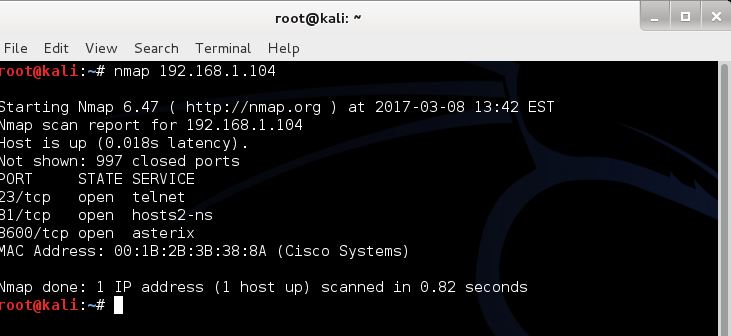 root@kali: ~
File Edit View Search Terminal Help
root@kali:~# nmap 192.168.1.104
Starting Nmap 6.47 ( http://nmap.org ) at 2017-03-08 13:42 EST
Nmap scan report for 192.168.1.104
Host is up (0.018s latency).
Not shown: 997 closed ports
PORT     STATE SERVICE
23/tcp   open  telnet
81/tcp   open  hosts2-ns
8600/tcp open  asterix
MAC Address: 00:1B:2B:3B:38:8A (Cisco Systems)
Nmap done: 1 IP address (1 host up) scanned in 0.82 seconds
root@kali:~#